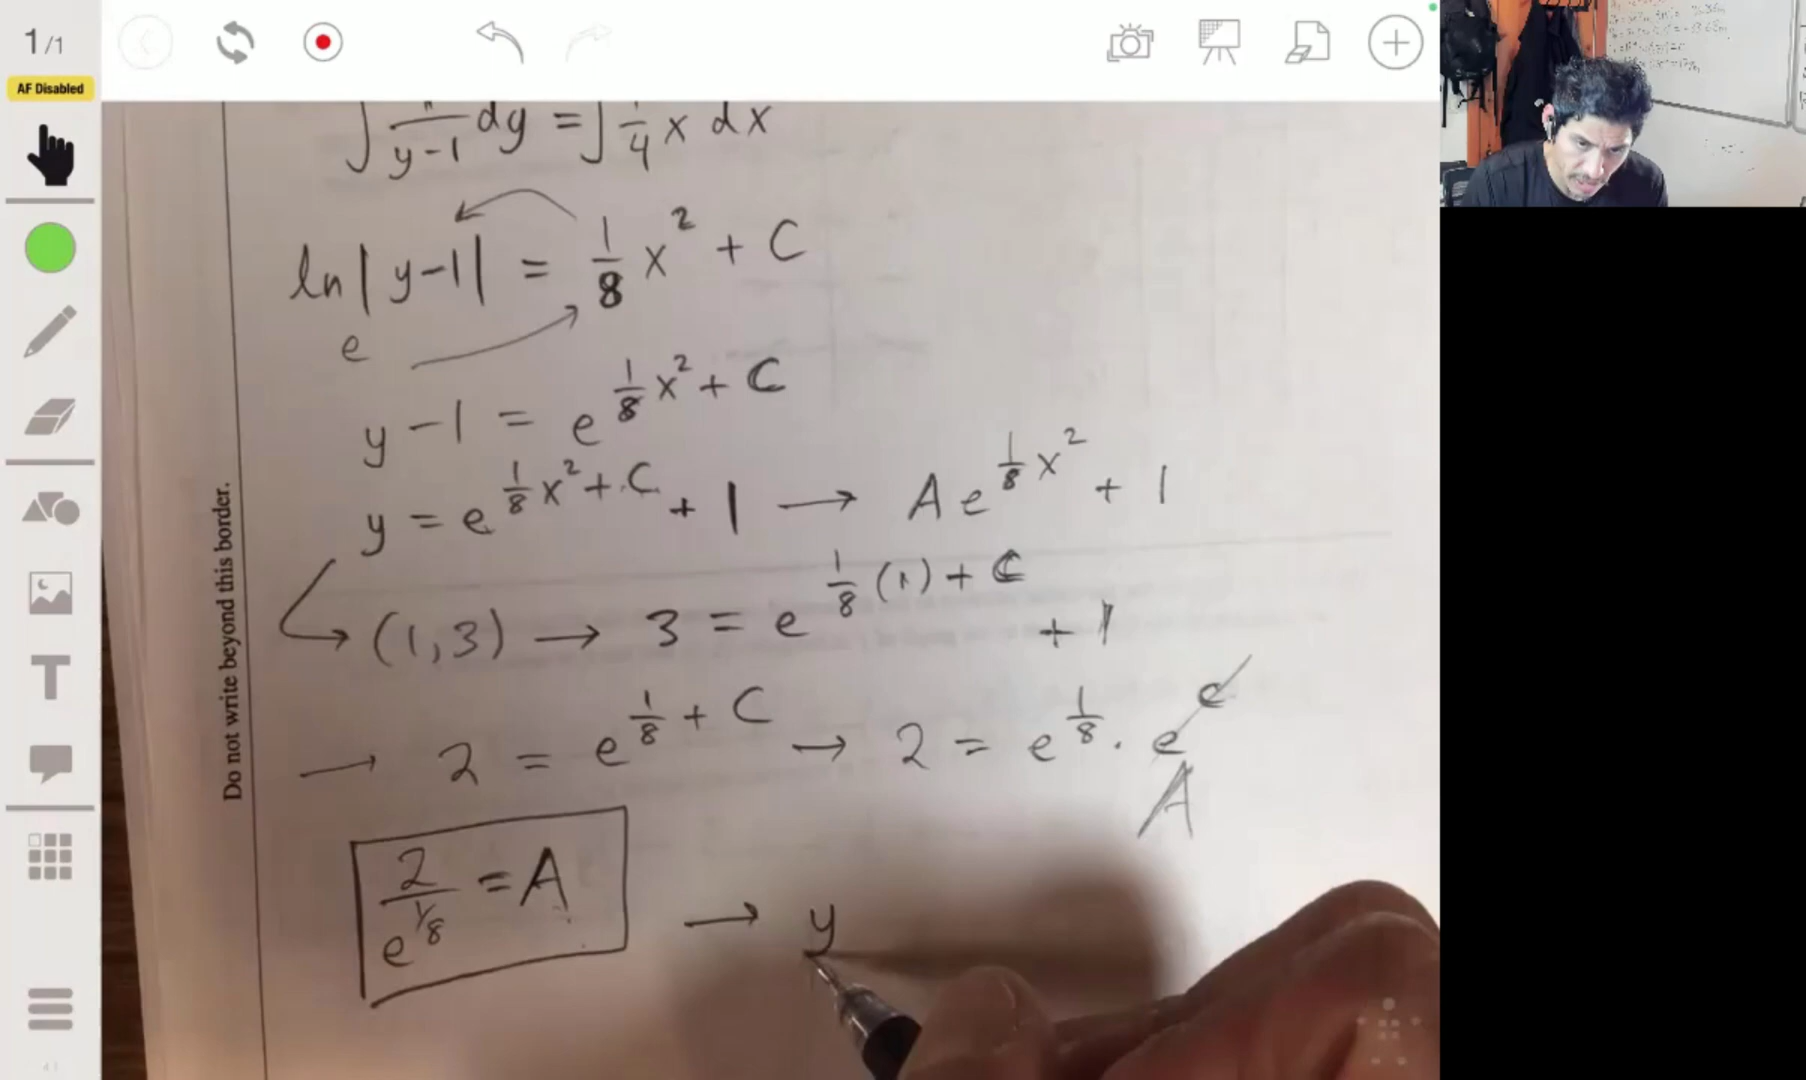 1/1
AF Disabled
∫ 1/(y-1) dy = ∫ 1/4 x dx
ln|y-1| = 1/8 x² + C
e
y - 1 = e^(1/8 x² + C)
y = e^(1/8 x² + C) + 1 → A e^(1/8 x²) + 1
(1,3) → 3 = e^(1/8 (1) + C) + 1
→ 2 = e^(1/8 + C) → 2 = e^(1/8) · e^C
A
2/e^(1/8) = A → y
Do not write beyond this border.
T